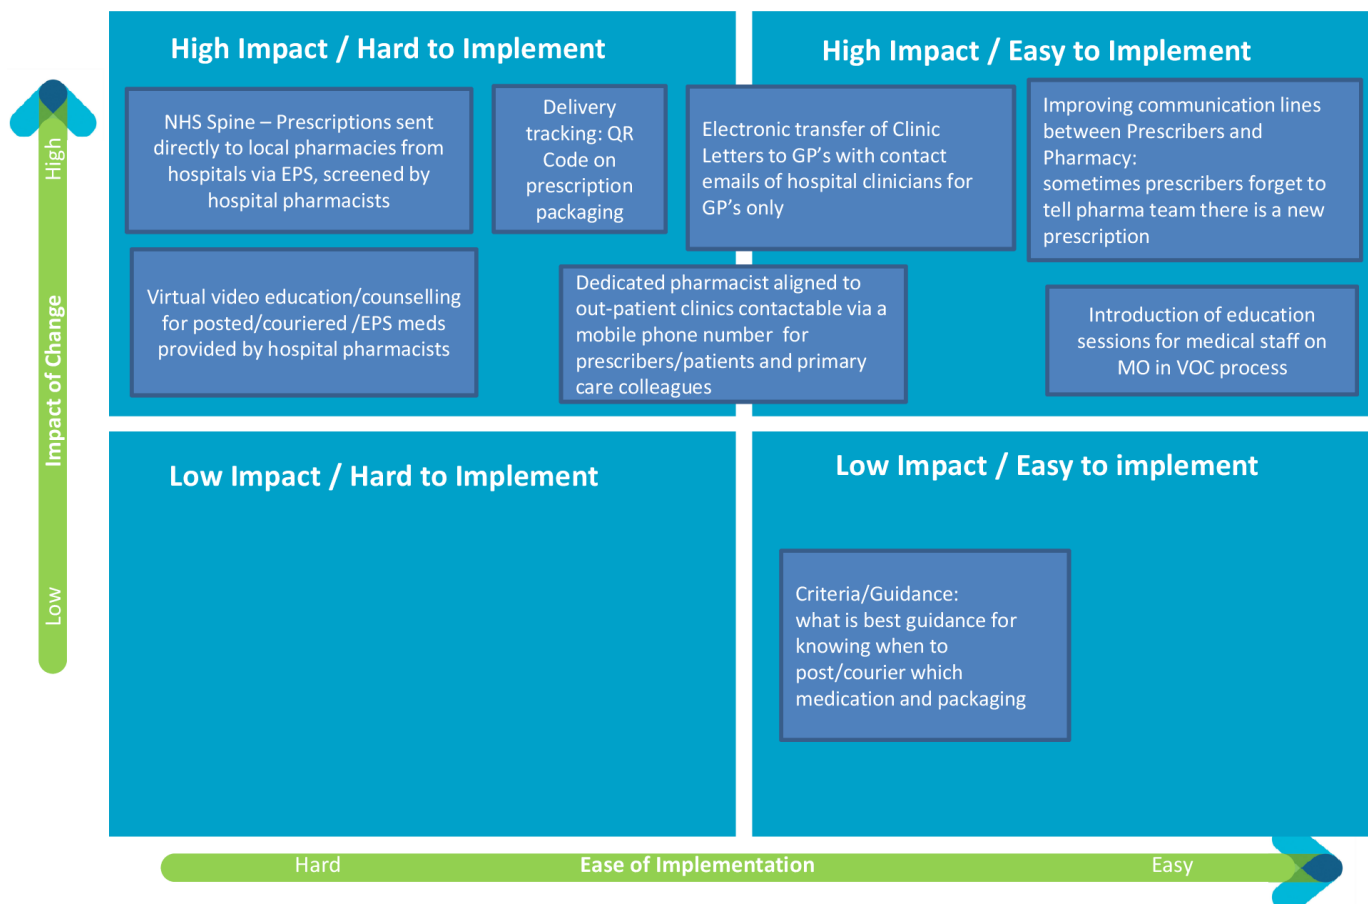 High Impact / Hard to Implement
NHS Spine – Prescriptions sent
directly to local pharmacies from
hospitals via EPS, screened by
hospital pharmacists
Delivery
tracking: QR
Code on
prescription
packaging
Virtual video education/counselling
for posted/couriered /EPS meds
provided by hospital pharmacists
High Impact / Easy to Implement
Electronic transfer of Clinic
Letters to GP’s with contact
emails of hospital clinicians for
GP’s only
Improving communication lines
between Prescribers and
Pharmacy:
sometimes prescribers forget to
tell pharma team there is a new
prescription
Dedicated pharmacist aligned to
out-patient clinics contactable via a
mobile phone number for
prescribers/patients and primary
care colleagues
Introduction of education
sessions for medical staff on
MO in VOC process
Low Impact / Hard to Implement
Low Impact / Easy to implement
Criteria/Guidance:
what is best guidance for
knowing when to
post/courier which
medication and packaging
High
Impact of Change
Low
Hard
Ease of Implementation
Easy